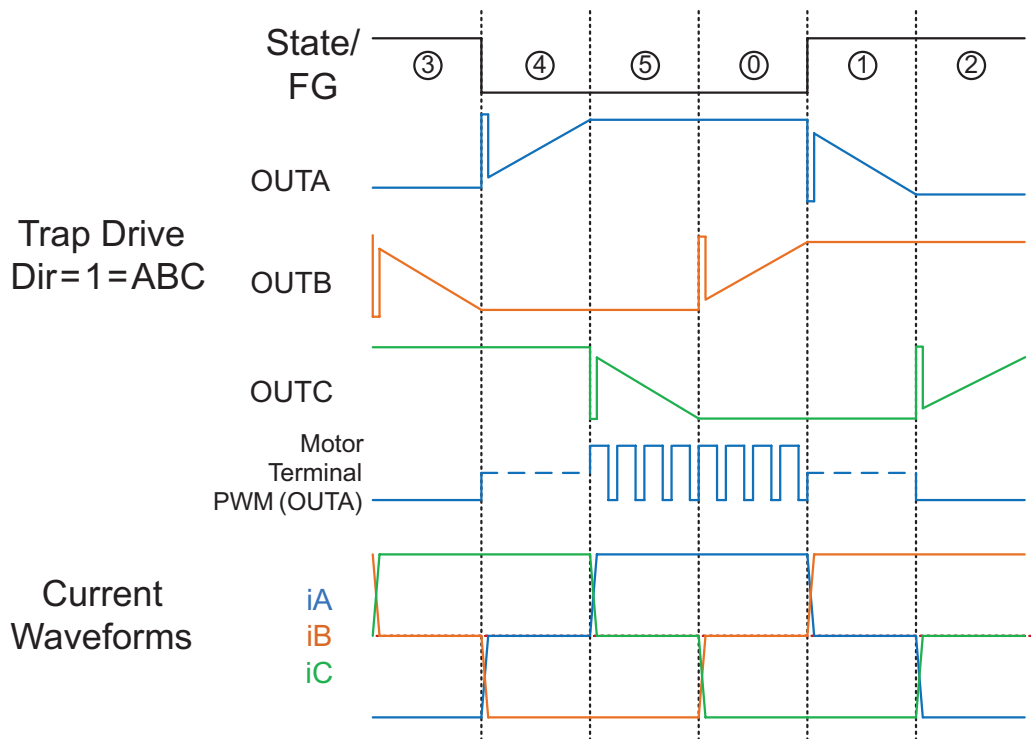 State/
FG
③ ④ ⑤ ⓪ ① ②
OUTA
Trap Drive
Dir=1=ABC
OUTB
OUTC
Motor
Terminal
PWM (OUTA)
Current
Waveforms
iA
iB
iC